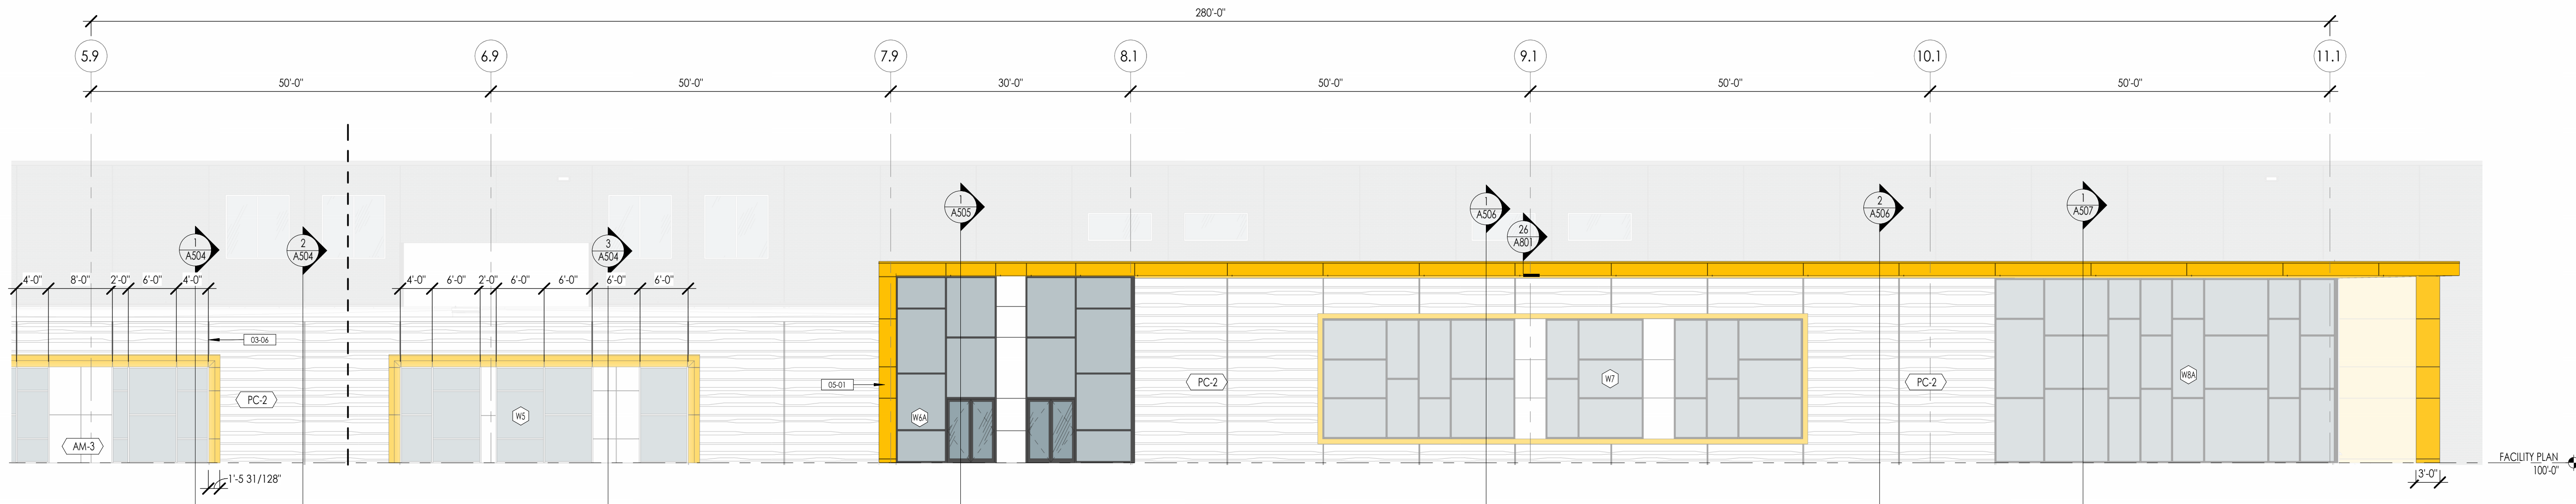 280'-0"
5.9
6.9
7.9
8.1
9.1
10.1
11.1
50'-0"
50'-0"
30'-0"
50'-0"
50'-0"
50'-0"
1
A504
2
A504
3
A504
1
A505
1
A506
26
A801
2
A506
1
A507
4'-0"
8'-0"
2'-0"
6'-0"
4'-0"
4'-0"
6'-0"
2'-0"
6'-0"
6'-0"
6'-0"
6'-0"
03-06
05-01
PC-2
PC-2
PC-2
AM-3
W5
W6A
W7
W8A
1'-5 31/128"
3'-0"
FACILITY PLAN
100'-0"